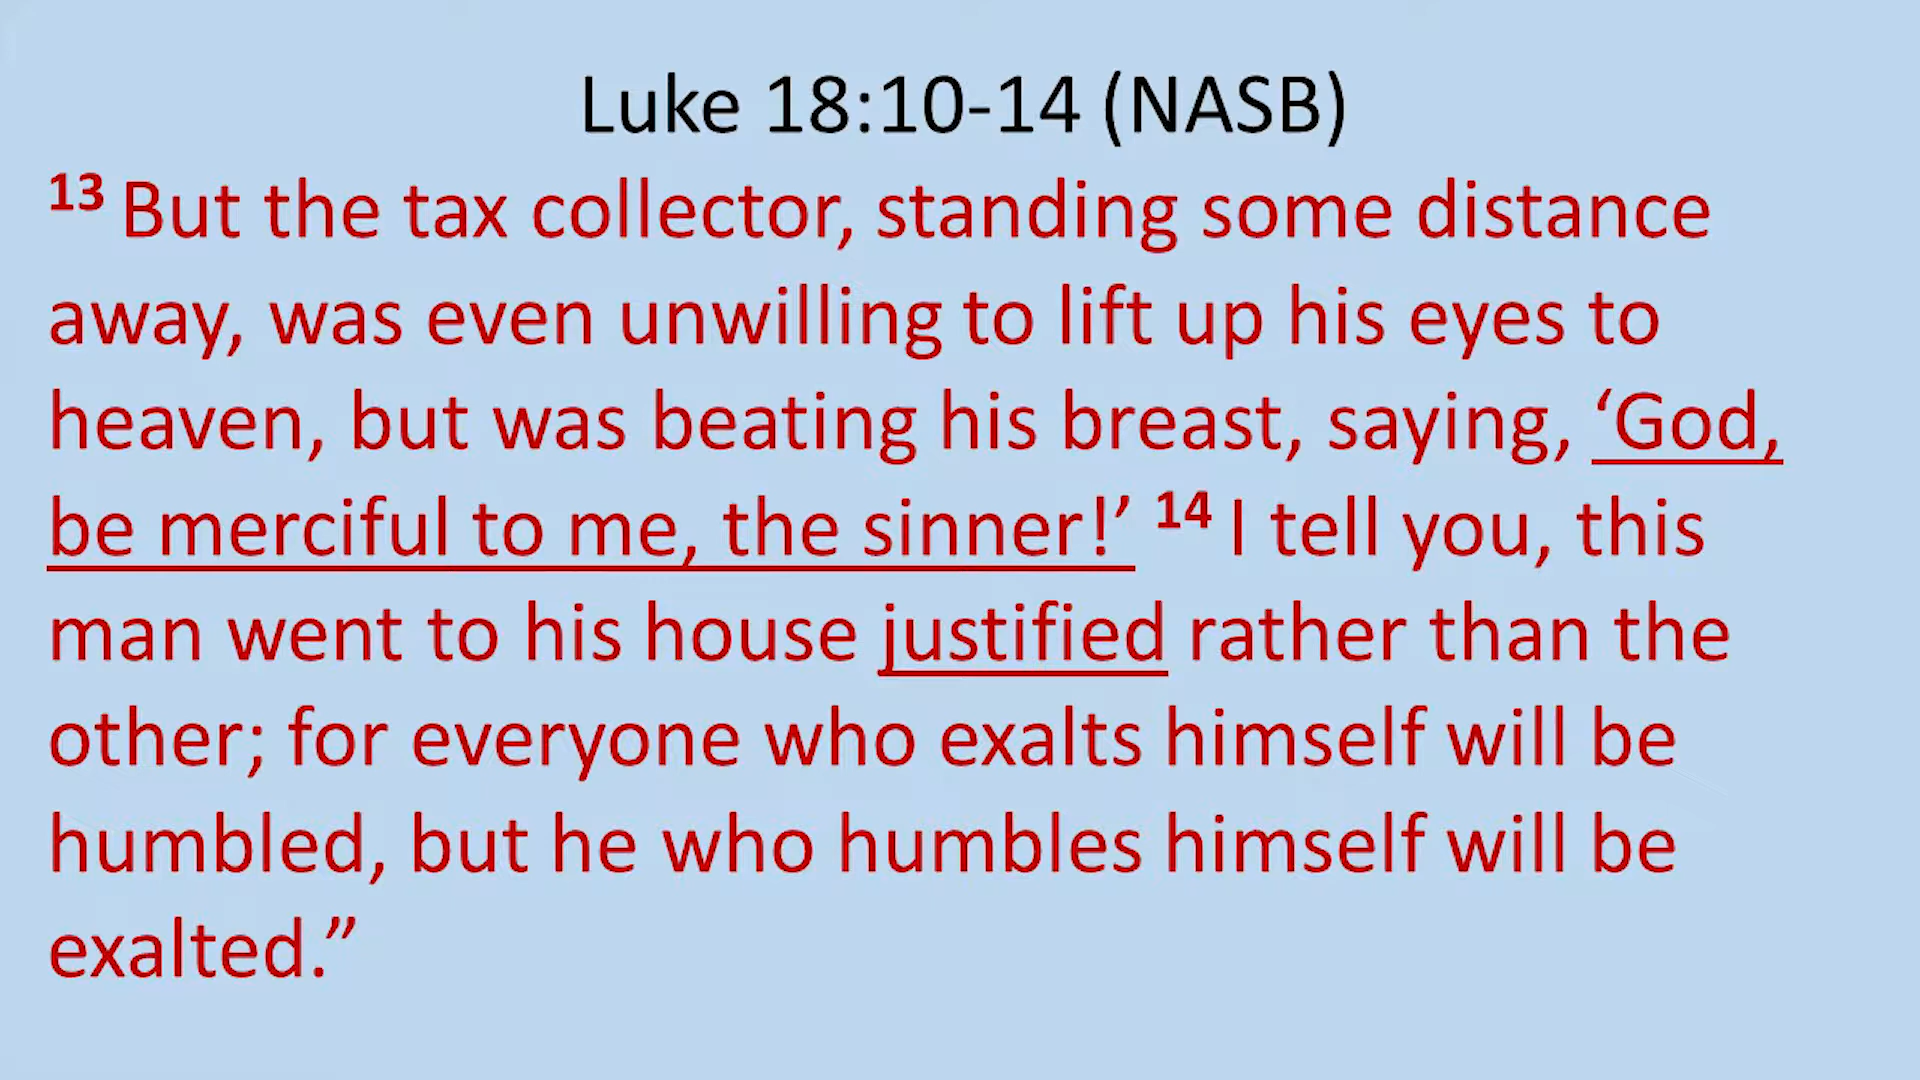 Luke 18:10-14 (NASB)
13 But the tax collector, standing some distance
away, was even unwilling to lift up his eyes to
heaven, but was beating his breast, saying, ‘God,
be merciful to me, the sinner!’ 14 I tell you, this
man went to his house justified rather than the
other; for everyone who exalts himself will be
humbled, but he who humbles himself will be
exalted.”